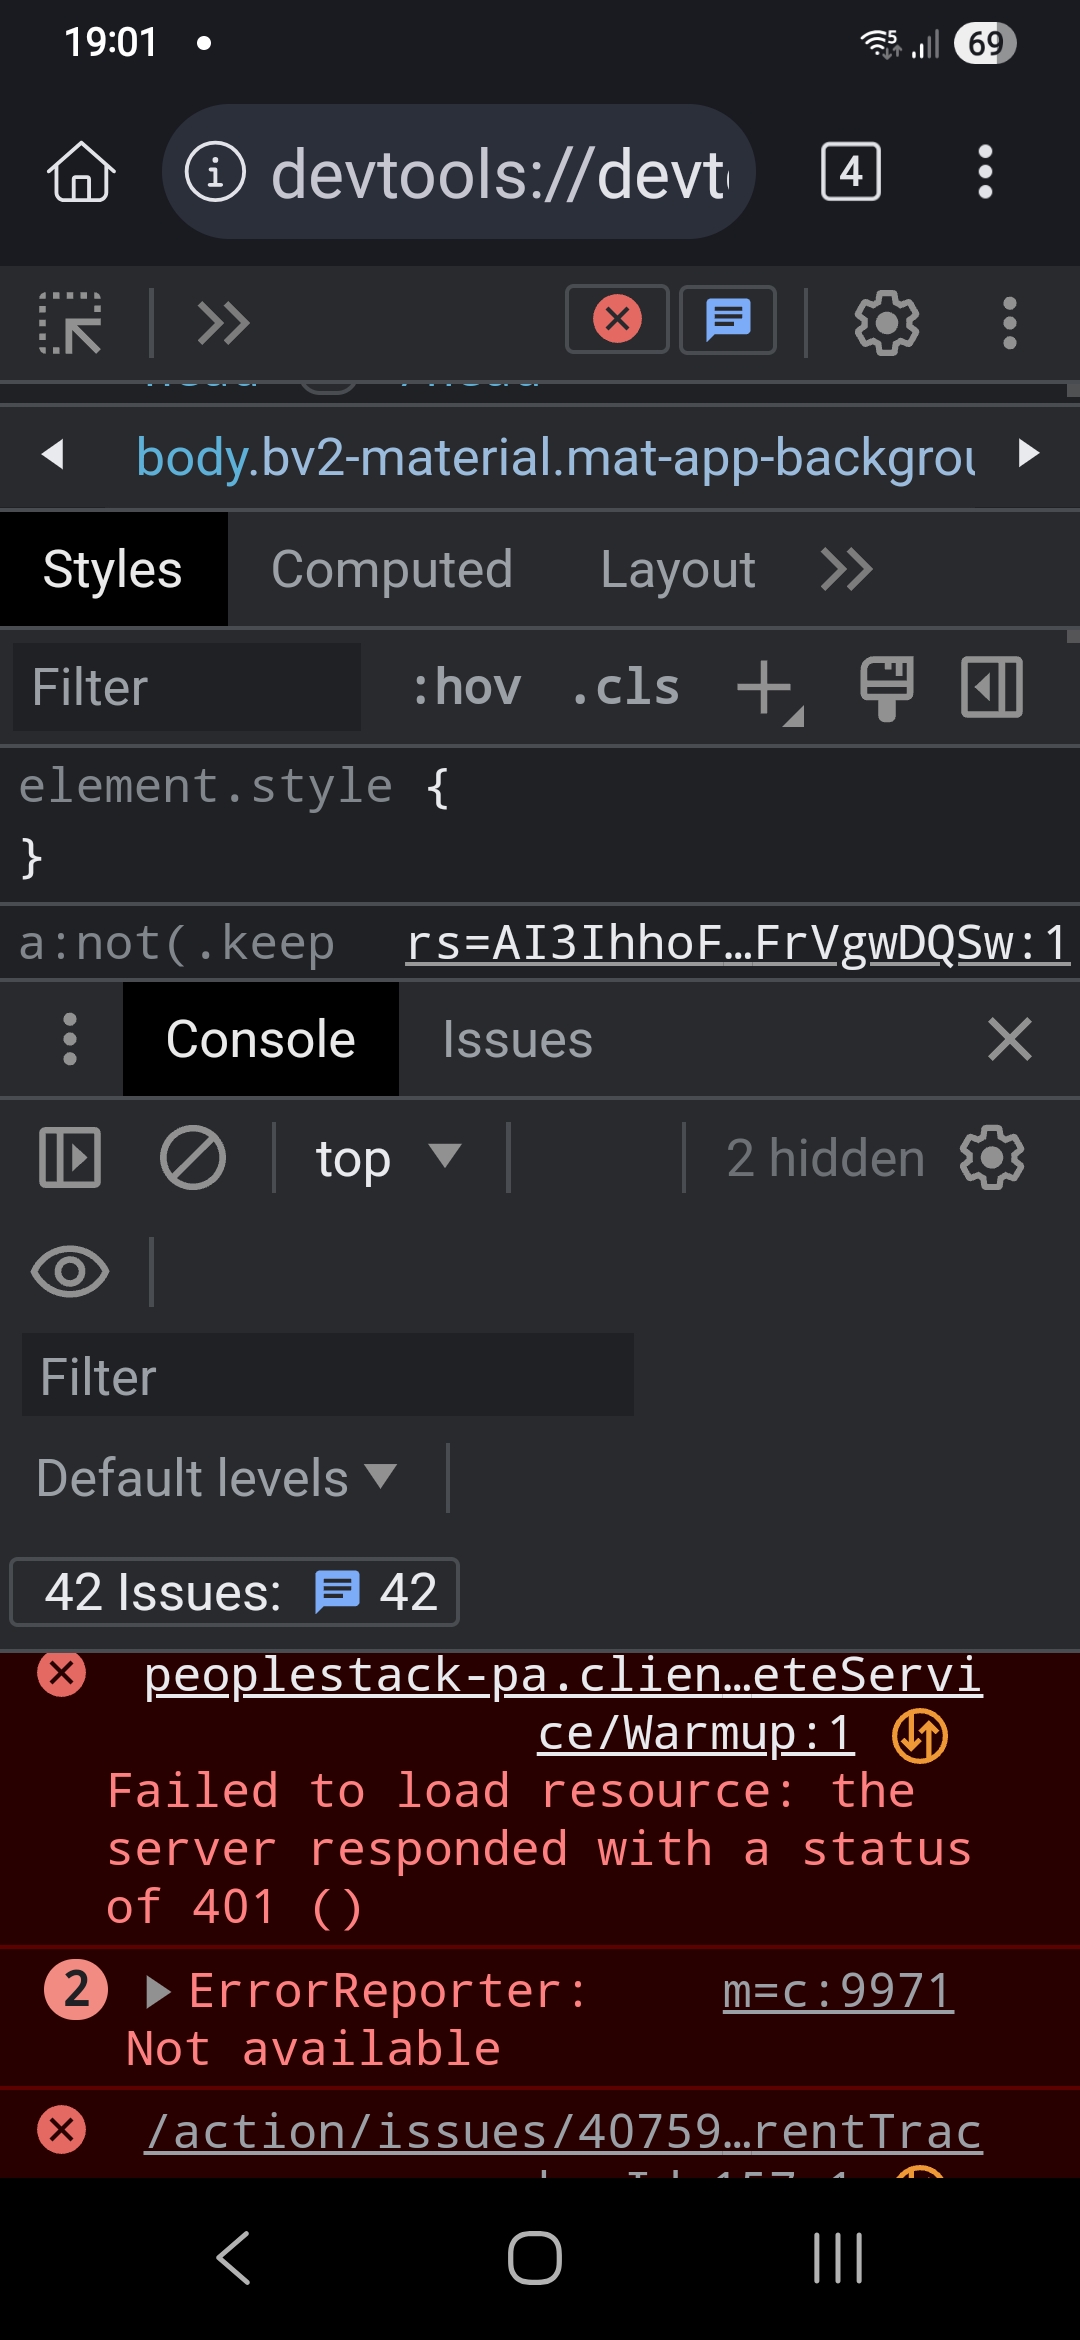 19:01
5
69
devtools://devt
4
body.bv2-material.mat-app-backgrou
Styles Computed Layout
Filter :hov .cls
element.style {
}
a:not(.keep rs=AI3IhhoF…FrVgwDQSw:1
Console Issues
top 2 hidden
Filter
Default levels
42 Issues: 42
peoplestack-pa.clien…eteServi
ce/Warmup:1
Failed to load resource: the
server responded with a status
of 401 ()
2 ErrorReporter: m=c:9971
Not available
/action/issues/40759…rentTrac